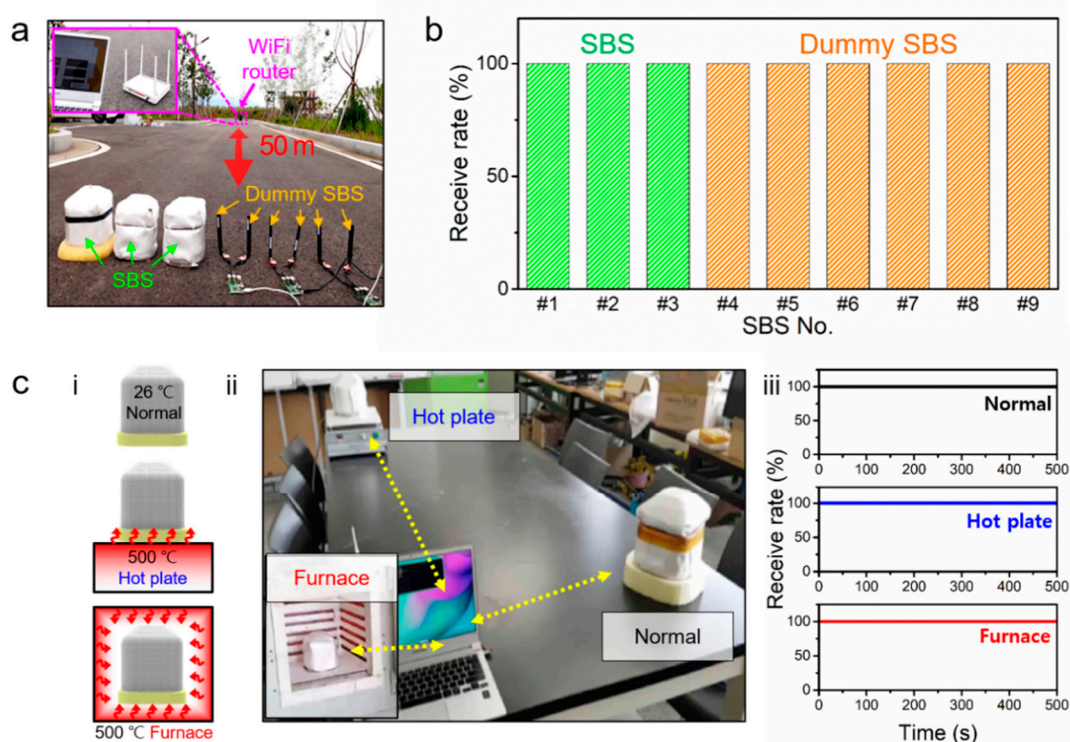 a
WiFi
router
50 m
Dummy SBS
SBS
b
SBS
Dummy SBS
Receive rate (%)
100
50
0
#1 #2 #3 #4 #5 #6 #7 #8 #9
SBS No.
c
i
26 ℃
Normal
500 ℃
Hot plate
500 ℃ Furnace
ii
Hot plate
Furnace
Normal
iii
Receive rate (%)
100
50
0
Normal
0 100 200 300 400 500
100
50
0
Hot plate
0 100 200 300 400 500
100
50
0
Furnace
0 100 200 300 400 500
Time (s)